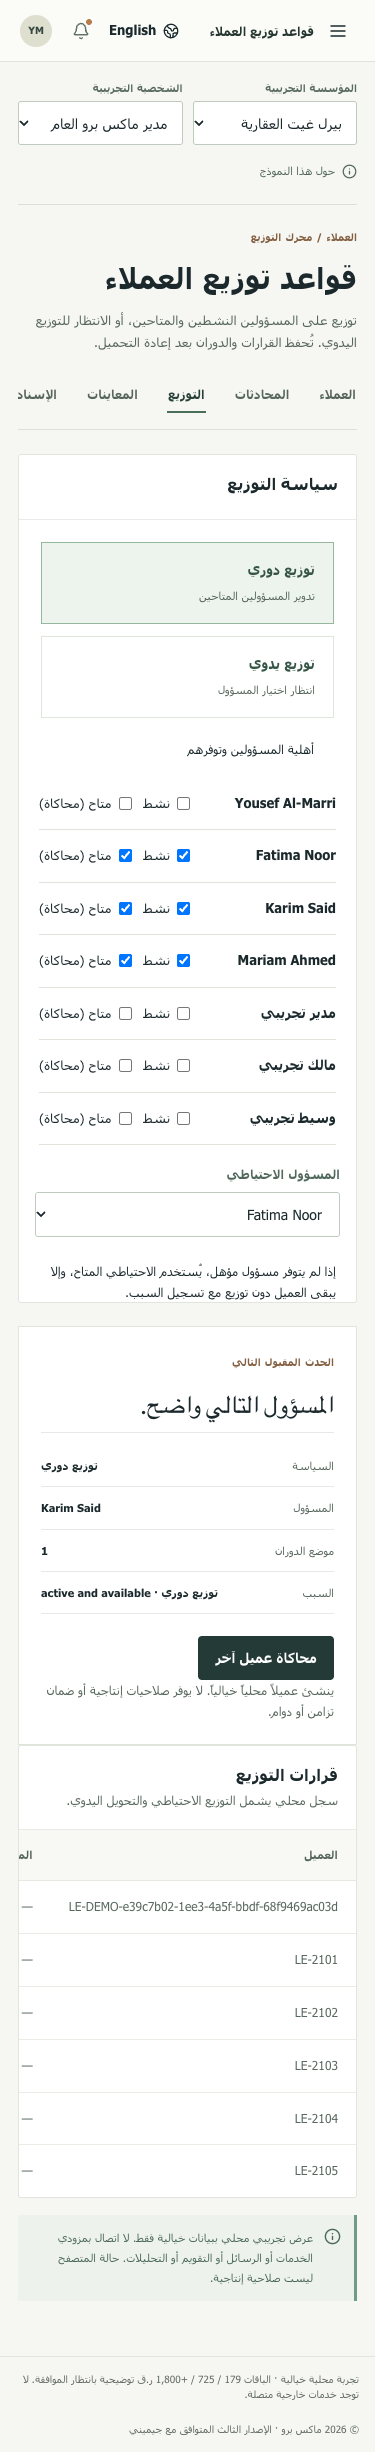 قواعد توزيع العملاء
English
YM
المؤسسة التجريبية
الشخصية التجريبية
بيرل غيت العقارية
مدير ماكس برو العام
حول هذا النموذج
العملاء / محرك التوزيع
قواعد توزيع العملاء
توزيع على المسؤولين النشطين والمتاحين، أو الانتظار للتوزيع
اليدوي. تُحفظ القرارات والدوران بعد إعادة التحميل.
العملاء
المحادثات
التوزيع
المعاينات
الإسناد
سياسة التوزيع
توزيع دوري
تدوير المسؤولين المتاحين
توزيع يدوي
انتظار اختيار المسؤول
أهلية المسؤولين وتوفرهم
Yousef Al-Marri نشط متاح (محاكاة)
Fatima Noor نشط متاح (محاكاة)
Karim Said نشط متاح (محاكاة)
Mariam Ahmed نشط متاح (محاكاة)
مدير تجريبي نشط متاح (محاكاة)
مالك تجريبي نشط متاح (محاكاة)
وسيط تجريبي نشط متاح (محاكاة)
المسؤول الاحتياطي
Fatima Noor
إذا لم يتوفر مسؤول مؤهل، يُستخدم الاحتياطي المتاح، وإلا
يبقى العميل دون توزيع مع تسجيل السبب.
الحدث المقبول التالي
المسؤول التالي واضح.
السياسة توزيع دوري
المسؤول Karim Said
موضع الدوران 1
السبب توزيع دوري · active and available
محاكاة عميل آخر
ينشئ عميلاً محلياً خيالياً. لا يوفر صلاحيات إنتاجية أو ضمان
تزامن أو دوام.
قرارات التوزيع
سجل محلي يشمل التوزيع الاحتياطي والتحويل اليدوي.
العميل
LE-DEMO-e39c7b02-1ee3-4a5f-bbdf-68f9469ac03d —
LE-2101 —
LE-2102 —
LE-2103 —
LE-2104 —
LE-2105 —
عرض تجريبي محلي ببيانات خيالية فقط. لا اتصال بمزودي
الخدمات أو الرسائل أو التقويم أو التحليلات. حالة المتصفح
ليست صلاحية إنتاجية.
تجربة محلية خيالية · الباقات 179 / 725 / +1,800 ر.ق توضيحية بانتظار الموافقة. لا
توجد خدمات خارجية متصلة.
© 2026 ماكس برو · الإصدار الثالث المتوافق مع جيميني